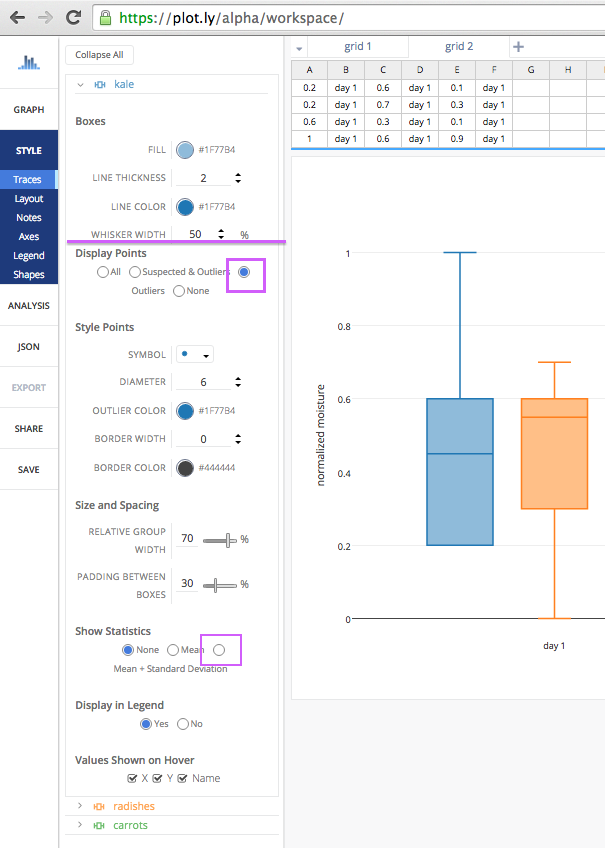 https://plot.ly/alpha/workspace/
GRAPH
STYLE
Traces
Layout
Notes
Axes
Legend
Shapes
ANALYSIS
JSON
EXPORT
SHARE
SAVE
Collapse All
kale
Boxes
FILL #1F77B4
LINE THICKNESS 2
LINE COLOR #1F77B4
WHISKER WIDTH 50 %
Display Points
All Suspected & Outliers
Outliers None
Style Points
SYMBOL
DIAMETER 6
OUTLIER COLOR #1F77B4
BORDER WIDTH 0
BORDER COLOR #444444
Size and Spacing
RELATIVE GROUP
WIDTH 70 %
PADDING BETWEEN
BOXES 30 %
Show Statistics
None Mean
Mean + Standard Deviation
Display in Legend
Yes No
Values Shown on Hover
X Y Name
radishes
carrots
grid 1 grid 2
A B C D E F G H
0.2 day 1 0.6 day 1 0.1 day 1
0.2 day 1 0.7 day 1 0.3 day 1
0.6 day 1 0.3 day 1 0.1 day 1
1 day 1 0.6 day 1 0.9 day 1
normalized moisture
1
0.8
0.6
0.4
0.2
0
day 1